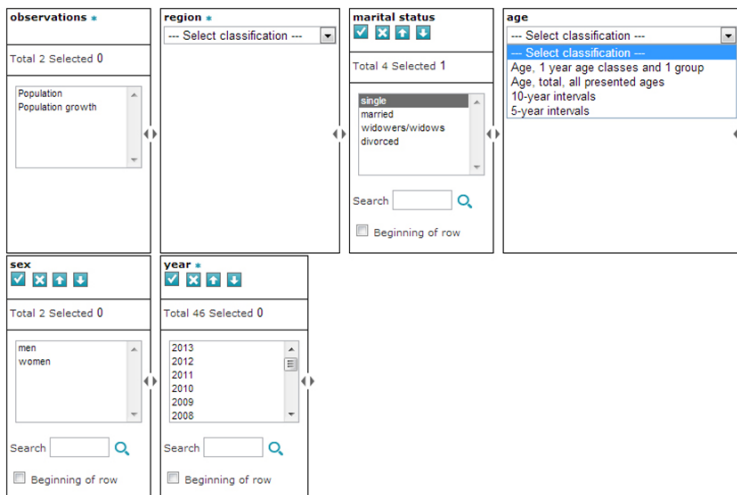 observations *
Total 2 Selected 0
Population
Population growth
region *
--- Select classification ---
marital status
Total 4 Selected 1
single
married
widowers/widows
divorced
Search
Beginning of row
age
--- Select classification ---
--- Select classification ---
Age, 1 year age classes and 1 group
Age, total, all presented ages
10-year intervals
5-year intervals
sex
Total 2 Selected 0
men
women
Search
Beginning of row
year *
Total 46 Selected 0
2013
2012
2011
2010
2009
2008
Search
Beginning of row